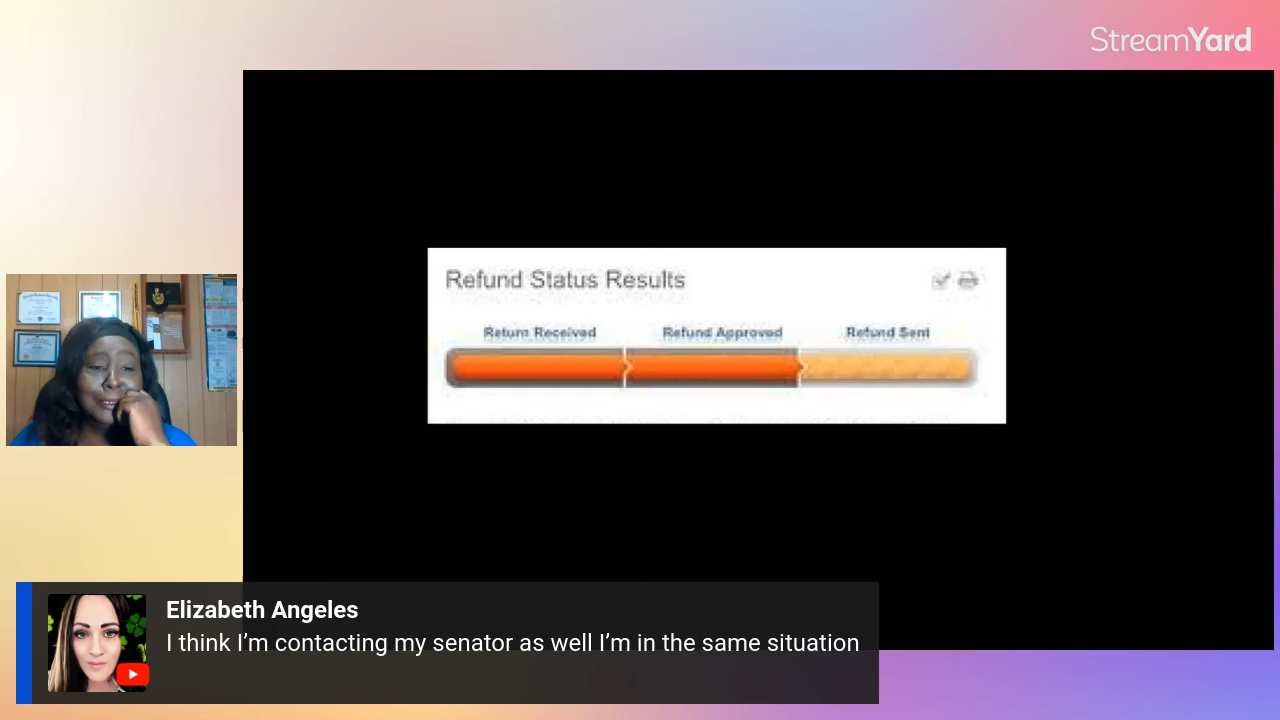 StreamYard
Refund Status Results
Return Received Refund Approved Refund Sent
Elizabeth Angeles
I think I’m contacting my senator as well I’m in the same situation